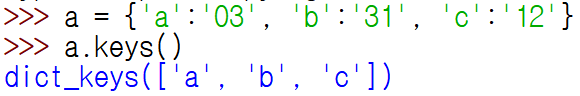 >>> a = {'a':'03', 'b':'31', 'c':'12'}
>>> a.keys()
dict_keys(['a', 'b', 'c'])